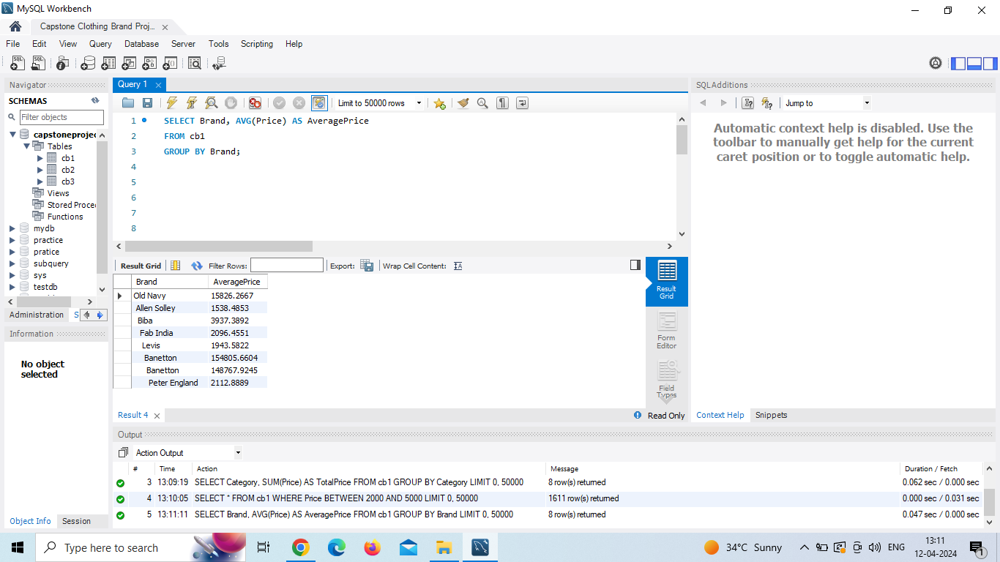 MySQL Workbench
Capstone Clothing Brand Proj...
File Edit View Query Database Server Tools Scripting Help
Navigator
SCHEMAS
Filter objects
capstoneprojec
Tables
cb1
cb2
cb3
Views
Stored Proce
Functions
mydb
practice
pratice
subquery
sys
testdb
Administration S
Information
No object
selected
Object Info Session
Query 1
Limit to 50000 rows
1 SELECT Brand, AVG(Price) AS AveragePrice
2 FROM cb1
3 GROUP BY Brand;
4
5
6
7
8
Result Grid Filter Rows: Export: Wrap Cell Content:
Brand AveragePrice
Old Navy 15826.2667
Allen Solley 1538.4853
Biba 3937.3892
Fab India 2096.4551
Levis 1943.5822
Banetton 154805.6604
Banetton 148767.9245
Peter England 2112.8889
Result
Grid
Form
Editor
Field
Types
Result 4 Read Only
SQLAdditions
Jump to
Automatic context help is disabled. Use the
toolbar to manually get help for the current
caret position or to toggle automatic help.
Context Help Snippets
Output
Action Output
# Time Action Message Duration / Fetch
3 13:09:19 SELECT Category, SUM(Price) AS TotalPrice FROM cb1 GROUP BY Category LIMIT 0, 50000 8 row(s) returned 0.062 sec / 0.000 sec
4 13:10:05 SELECT * FROM cb1 WHERE Price BETWEEN 2000 AND 5000 LIMIT 0, 50000 1611 row(s) returned 0.000 sec / 0.031 sec
5 13:11:11 SELECT Brand, AVG(Price) AS AveragePrice FROM cb1 GROUP BY Brand LIMIT 0, 50000 8 row(s) returned 0.047 sec / 0.000 sec
Type here to search
34°C Sunny
ENG
13:11
12-04-2024
1